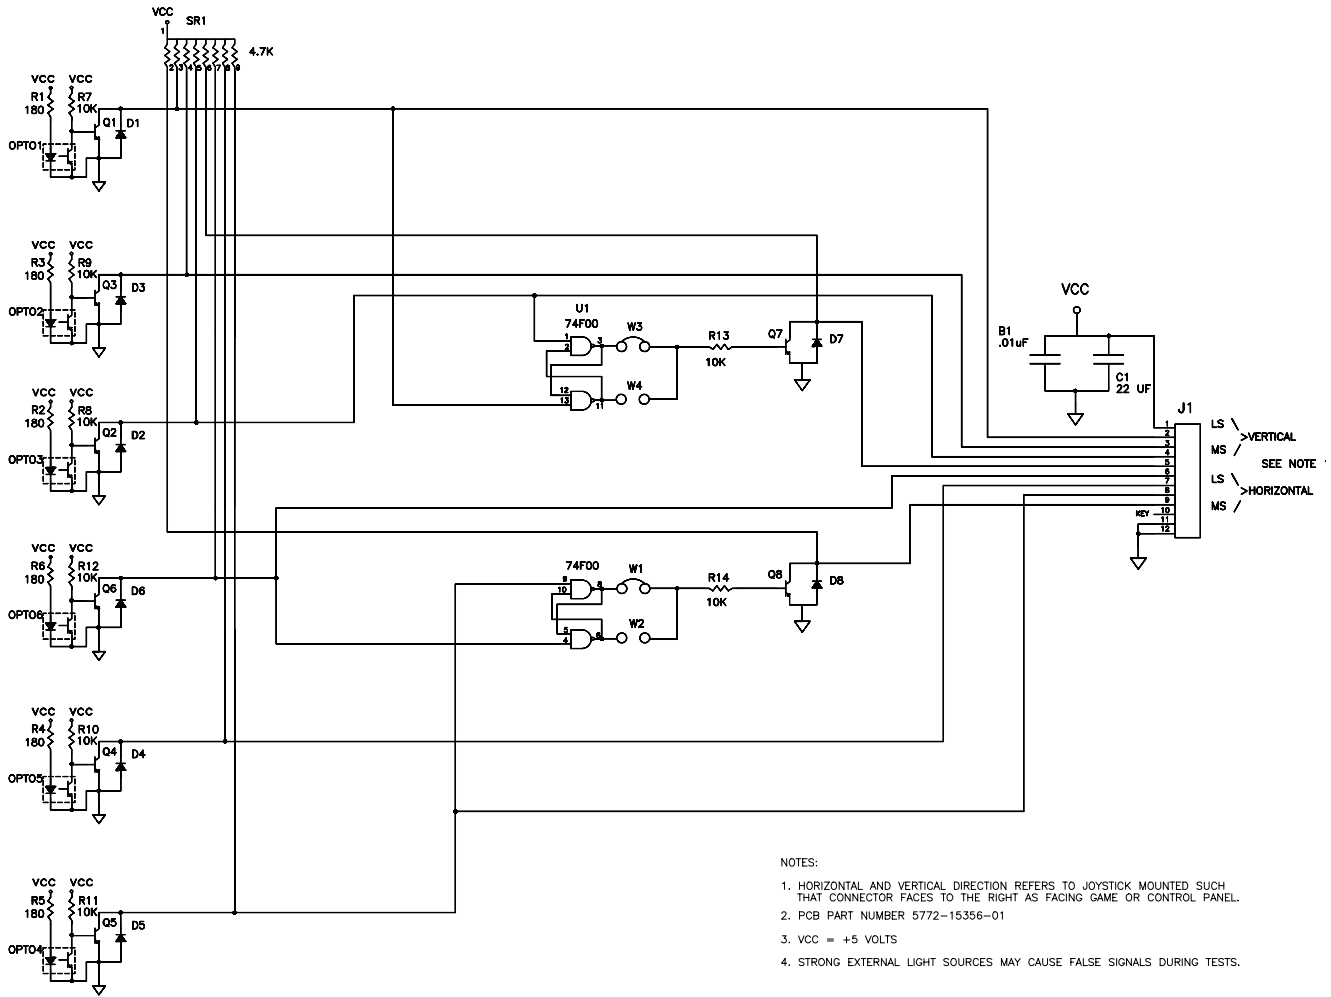 VCC
SR1
1
4.7K
2 3 4 5 6 7 8 9
VCC VCC
R1 R7
180 10K
Q1 D1
OPTO1
VCC VCC
R3 R9
180 10K
Q3 D3
OPTO2
VCC VCC
R2 R8
180 10K
Q2 D2
OPTO3
VCC VCC
R6 R12
180 10K
Q6 D6
OPTO6
VCC VCC
R4 R10
180 10K
Q4 D4
OPTO5
VCC VCC
R5 R11
180 10K
Q5 D5
OPTO4
U1
74F00
1
2
3
W3
R13
10K
Q7
D7
12
13
11
W4
74F00
9
10
8
W1
R14
10K
Q8
D8
5
4
6
W2
VCC
B1
.01uF
C1
22 UF
J1
1
2
3
4
5
6
7
8
9
KEY 10
11
12
LS \
>VERTICAL
MS /
SEE NOTE
LS \
>HORIZONTAL
MS /
NOTES:
1. HORIZONTAL AND VERTICAL DIRECTION REFERS TO JOYSTICK MOUNTED SUCH
THAT CONNECTOR FACES TO THE RIGHT AS FACING GAME OR CONTROL PANEL.
2. PCB PART NUMBER 5772-15356-01
3. VCC = +5 VOLTS
4. STRONG EXTERNAL LIGHT SOURCES MAY CAUSE FALSE SIGNALS DURING TESTS.